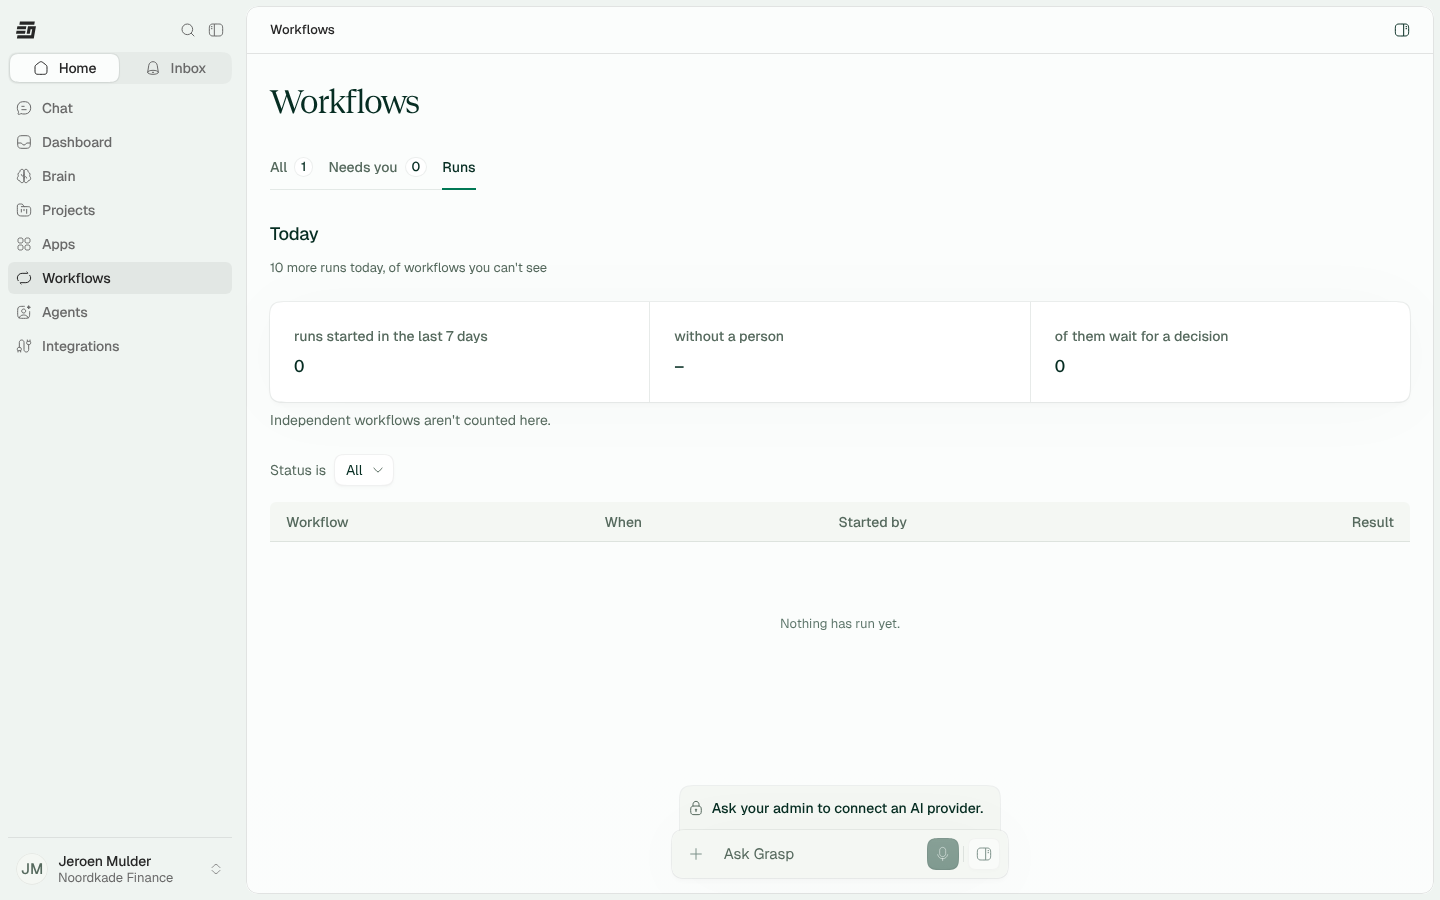 Workflows
Home
Inbox
Chat
Dashboard
Brain
Projects
Apps
Workflows
Agents
Integrations
Jeroen Mulder
JM
Noordkade Finance
Workflows
All 1 Needs you 0 Runs
Today
10 more runs today, of workflows you can't see
runs started in the last 7 days
0
without a person
–
of them wait for a decision
0
Independent workflows aren't counted here.
Status is All
Workflow When Started by Result
Nothing has run yet.
Ask your admin to connect an AI provider.
Ask Grasp